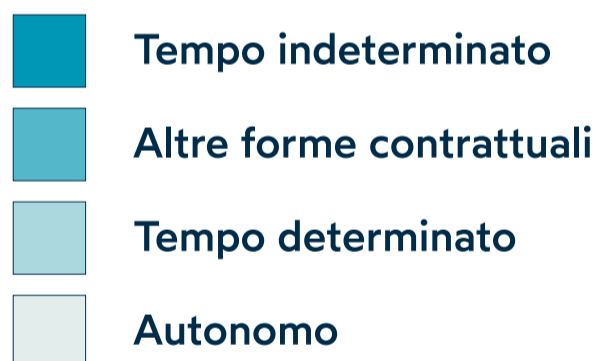 Tempo indeterminato
Altre forme contrattuali
Tempo determinato
Autonomo